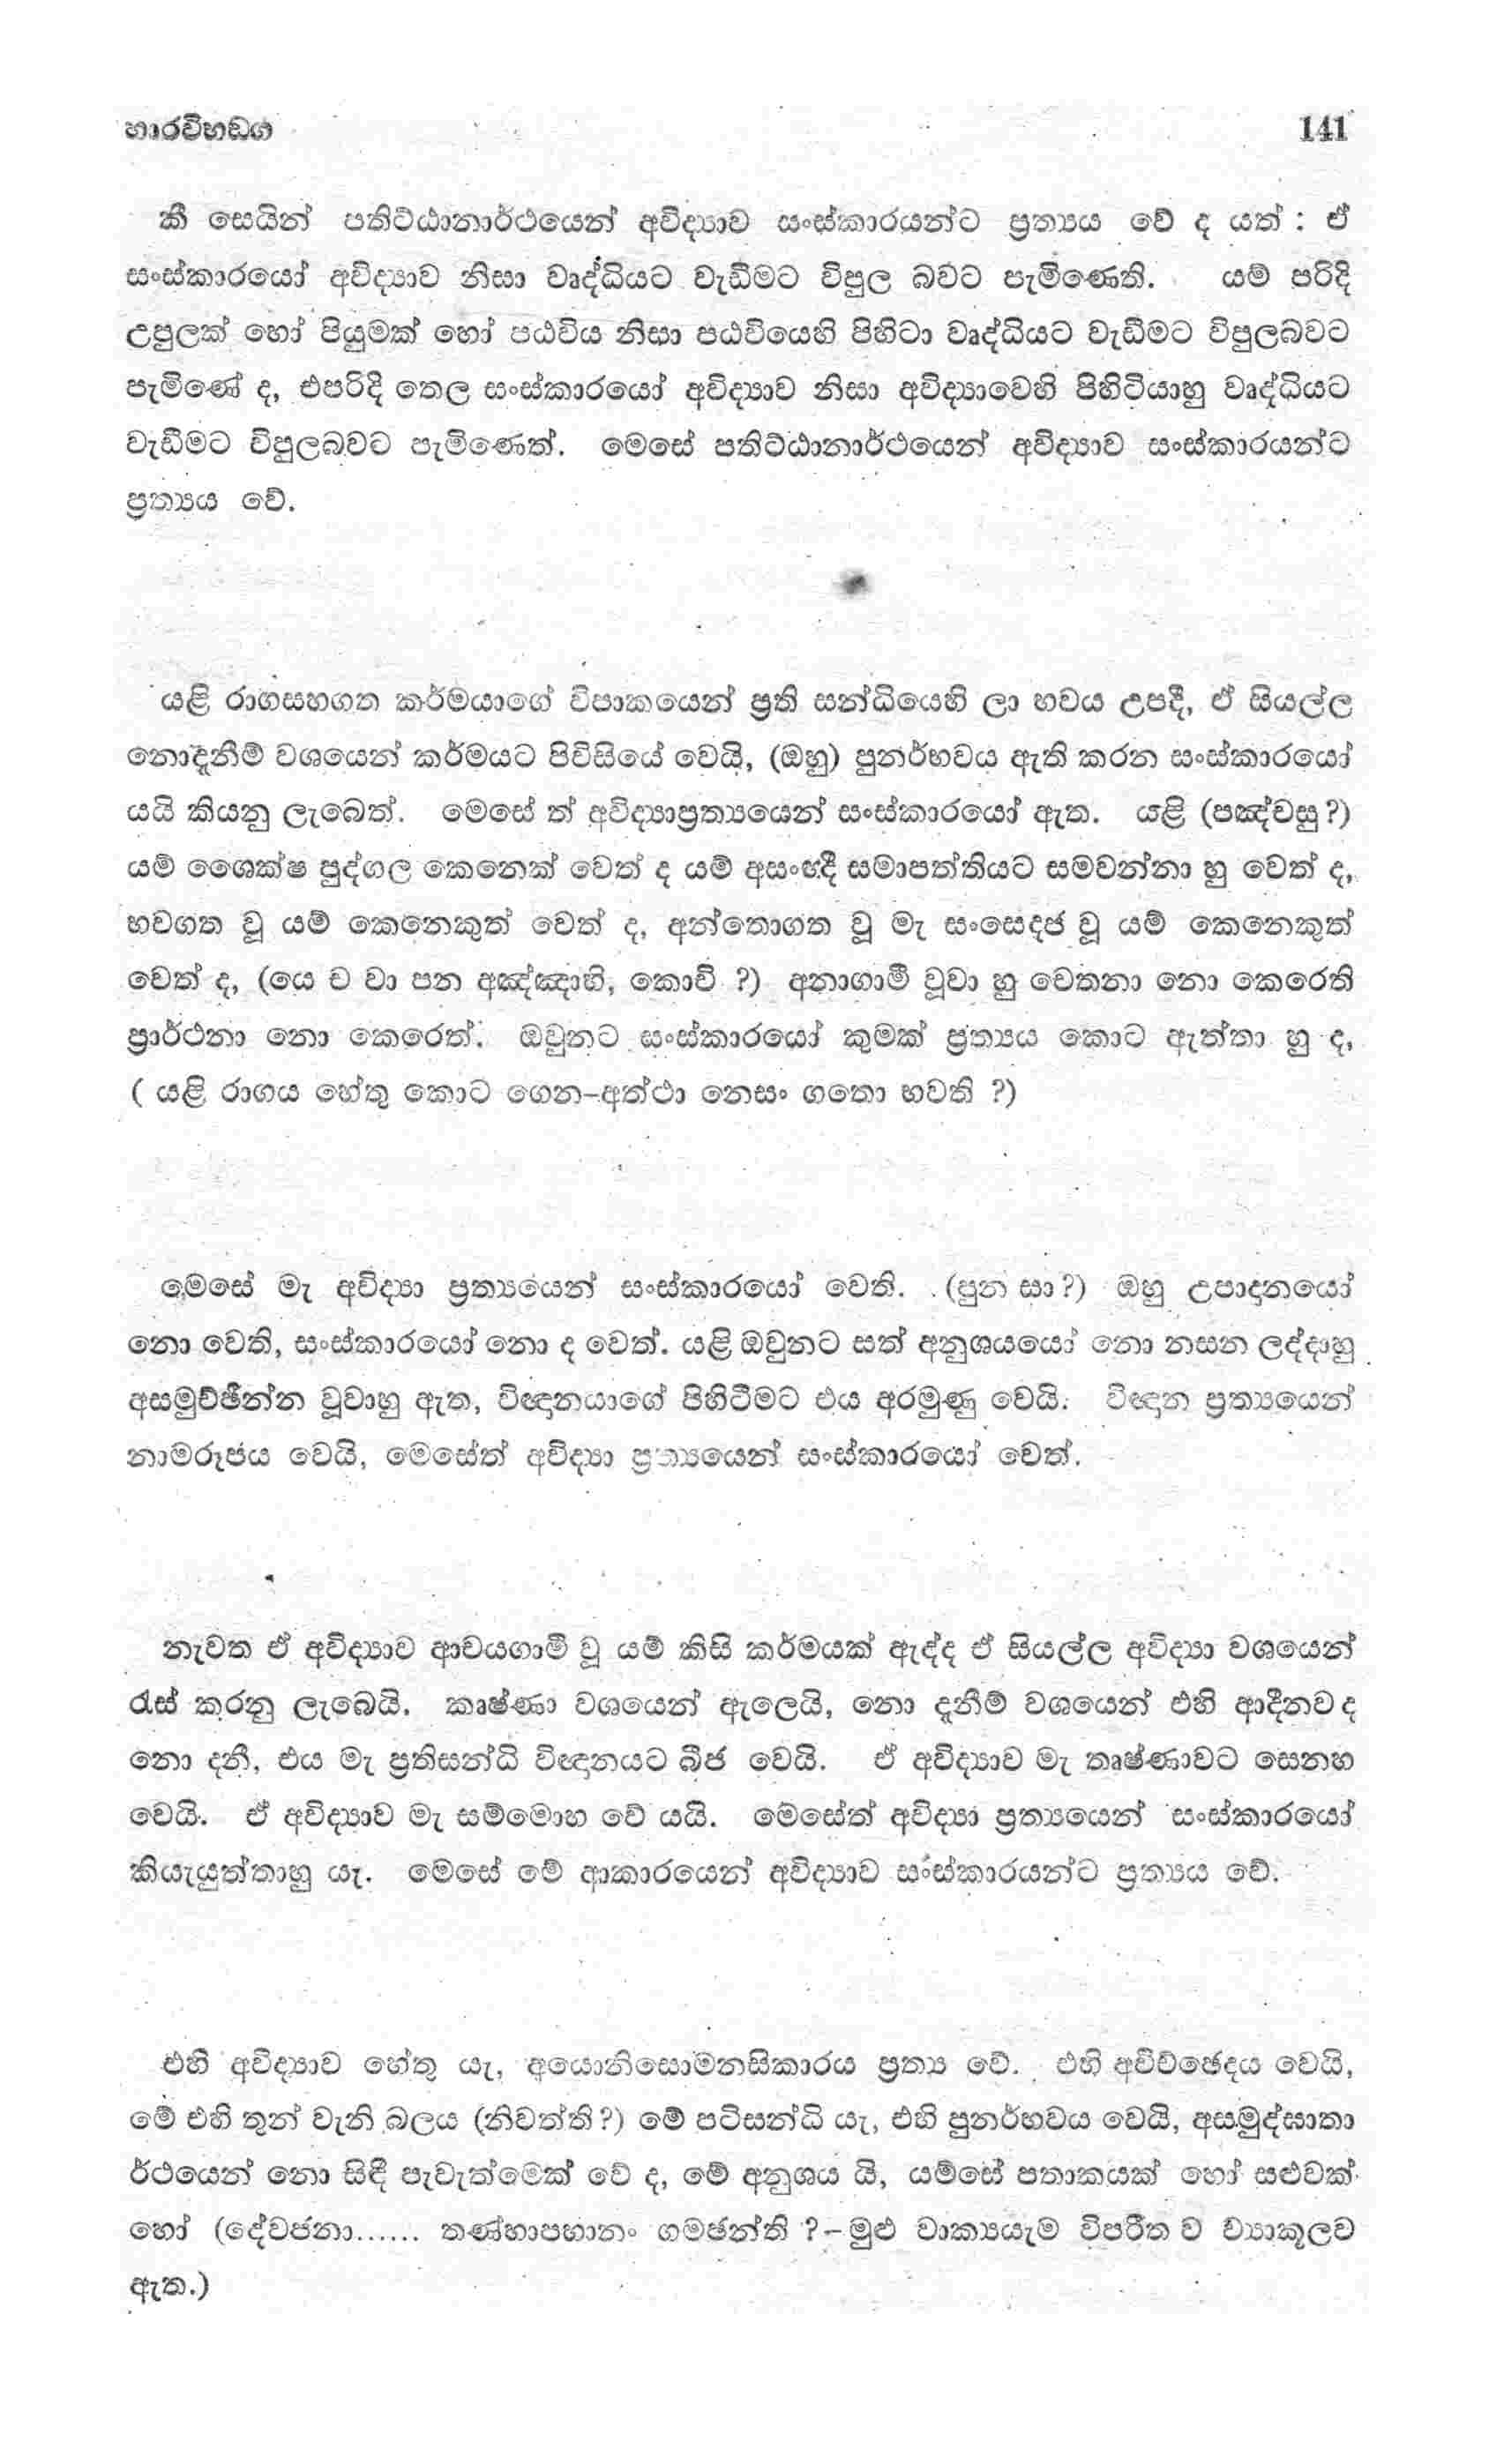 හාරවිභඞග
141
කී සෙයින් පතිට්ඨානාර්ථයෙන් අවිද්‍යාව සංස්කාරයන්ට ප්‍රත්‍යය වේ ද යත් : ඒ
සංස්කාරයෝ අවිද්‍යාව නිසා වෘද්ධියට වැඩීමට විපුල බවට පැමිණෙති. යම් පරිදි
උපුලක් හෝ පියුමක් හෝ පඨවිය නිසා පඨවියෙහි පිහිටා වෘද්ධියට වැඩීමට විපුලබවට
පැමිණේ ද, එපරිදි තෙල සංස්කාරයෝ අවිද්‍යාව නිසා අවිද්‍යාවෙහි පිහිටියාහු වෘද්ධියට
වැඩීමට විපුලබවට පැමිණෙත්. මෙසේ පතිට්ඨානාර්ථයෙන් අවිද්‍යාව සංස්කාරයන්ට
ප්‍රත්‍යය වේ.
යළි රාගසහගත කර්මයාගේ විපාකයෙන් ප්‍රති සන්ධියෙහි ලා භවය උපදී, ඒ සියල්ල
නොදැනීම් වශයෙන් කර්මයට පිවිසියේ වෙයි, (ඔහු) පුනර්භවය ඇති කරන සංස්කාරයෝ
යයි කියනු ලැබෙත්. මෙසේ ත් අවිද්‍යාප්‍රත්‍යයෙන් සංස්කාරයෝ ඇත. යළි (පඤ්චසු ?)
යම් ශෛක්ෂ පුද්ගල කෙනෙක් වෙත් ද යම් අසංඥී සමාපත්තියට සමවන්නා හු වෙත් ද,
භවගත වූ යම් කෙනෙකුත් වෙත් ද, අන්තොගත වූ මැ සංසෙදජ වූ යම් කෙනෙකුත්
වෙත් ද, (යෙ ච වා පන අඤ්ඤාහි, කොචි ?) අනාගාමී වූවා හු චේතනා නො කෙරෙති
ප්‍රාර්ථනා නො කෙරෙත්. ඔවුනට සංස්කාරයෝ කුමක් ප්‍රත්‍යය කොට ඇත්තා හු ද,
( යළි රාගය හේතු කොට ගෙන–අත්ථා නෙසං ගතො භවති ?)
මෙසේ මැ අවිද්‍යා ප්‍රත්‍යයෙන් සංස්කාරයෝ වෙති. (පුන සා ?) ඔහු උපාදානයෝ
නො වෙති, සංස්කාරයෝ නො ද වෙත්. යළි ඔවුනට සත් අනුශයයෝ නො නසන ලද්දාහු
අසමුච්ඡීන්න වූවාහු ඇත, විඥානයාගේ පිහිටීමට එය අරමුණු වෙයි. විඥාන ප්‍රත්‍යයෙන්
නාමරූපය වෙයි, මෙසේත් අවිද්‍යා ප්‍රත්‍යයෙන් සංස්කාරයෝ වෙත්.
නැවත ඒ අවිද්‍යාව ආචයගාමී වූ යම් කිසි කර්මයක් ඇද්ද ඒ සියල්ල අවිද්‍යා වශයෙන්
රැස් කරනු ලැබෙයි. තෘෂ්ණා වශයෙන් ඇලෙයි, නො දැනීම් වශයෙන් එහි ආදීනව ද
නො දනී, එය මැ ප්‍රතිසන්ධි විඥානයට බීජ වෙයි. ඒ අවිද්‍යාව මැ තෘෂ්ණාවට සෙනහ
වෙයි. ඒ අවිද්‍යාව මැ සම්මොහ වේ යයි. මෙසේත් අවිද්‍යා ප්‍රත්‍යයෙන් සංස්කාරයෝ
කියැයුත්තාහු යැ. මෙසේ මේ ආකාරයෙන් අවිද්‍යාව සංස්කාරයන්ට ප්‍රත්‍යය වේ.
එහි අවිද්‍යාව හේතු යැ, අයොනිසොමනසිකාරය ප්‍රත්‍ය වේ. එහි අවිච්ඡෙදය වෙයි,
මේ එහි තුන් වැනි බලය (නිවත්ති ?) මේ පටිසන්ධි යැ, එහි පුනර්භවය වෙයි, අසමුද්ඝාතා
ර්ථයෙන් නො සිඳී පැවැත්මෙක් වේ ද, මේ අනුශය යි, යම්සේ පතාකයක් හෝ සළුවක්
හෝ (දේවජනා...... තණ්හාපහානං ගමඡන්ති ? – මුළු වාක්‍යයැම විපරීත ව ව්‍යාකූලව
ඇත.)